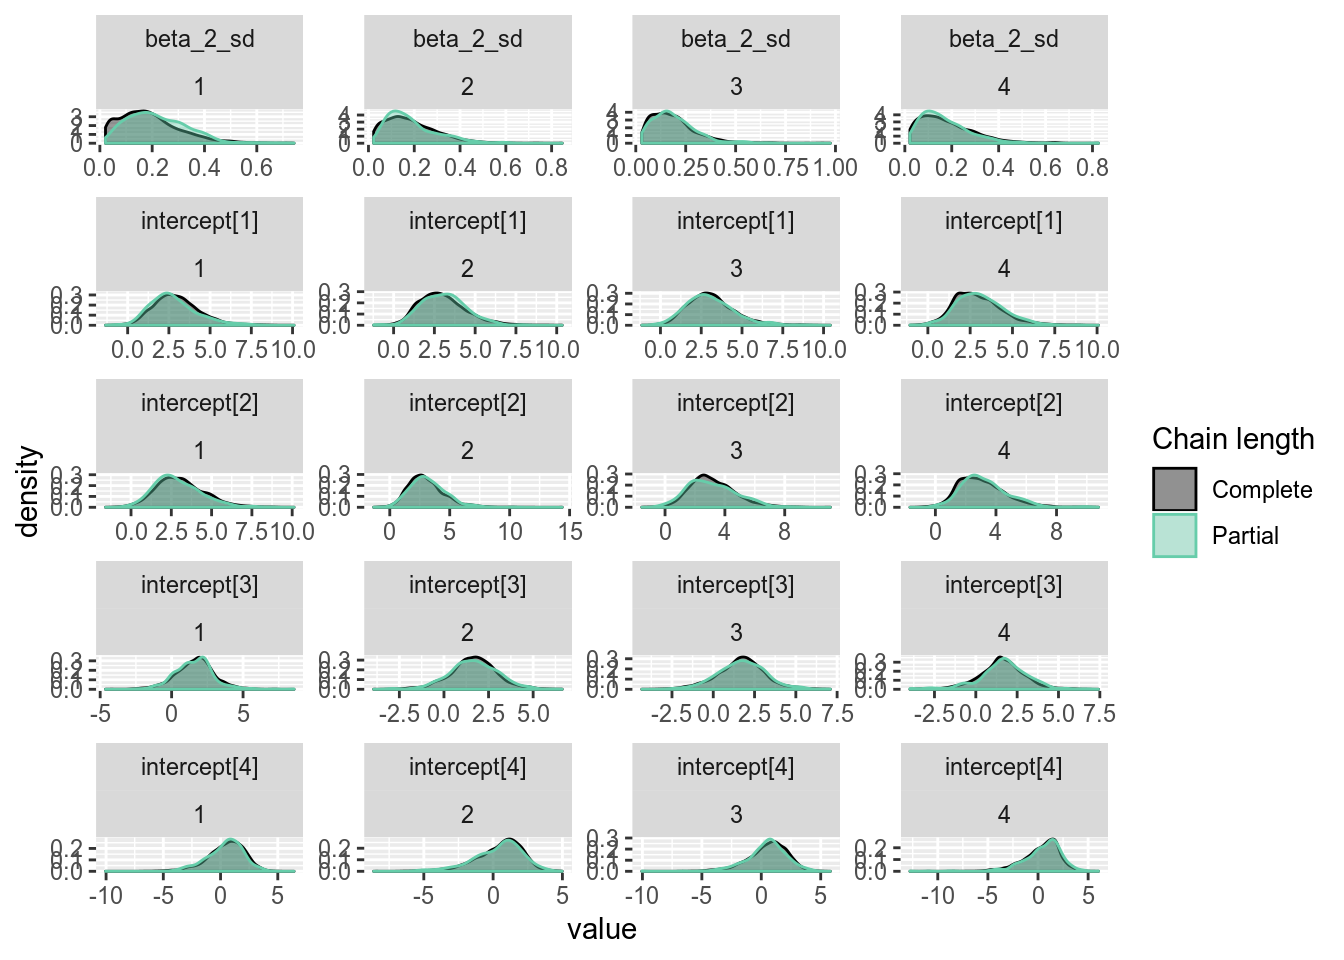 beta_2_sd beta_2_sd beta_2_sd beta_2_sd
1 2 3 4
0.0 0.2 0.4 0.6 0.0 0.2 0.4 0.6 0.8 0.00 0.25 0.50 0.75 1.00 0.0 0.2 0.4 0.6 0.8
intercept[1] intercept[1] intercept[1] intercept[1]
1 2 3 4
0.0 2.5 5.0 7.5 10.0 0.0 2.5 5.0 7.5 10.0 0.0 2.5 5.0 7.5 10.0 0.0 2.5 5.0 7.5 10.0
intercept[2] intercept[2] intercept[2] intercept[2]
1 2 3 4
0.0 2.5 5.0 7.5 10.0 0 5 10 15 0 4 8 0 4 8
intercept[3] intercept[3] intercept[3] intercept[3]
1 2 3 4
-5 0 5 -2.5 0.0 2.5 5.0 -2.5 0.0 2.5 5.0 7.5 -2.5 0.0 2.5 5.0 7.5
intercept[4] intercept[4] intercept[4] intercept[4]
1 2 3 4
-10 -5 0 5 -5 0 5 -10 -5 0 5 -10 -5 0 5
value
density
Chain length
Complete
Partial